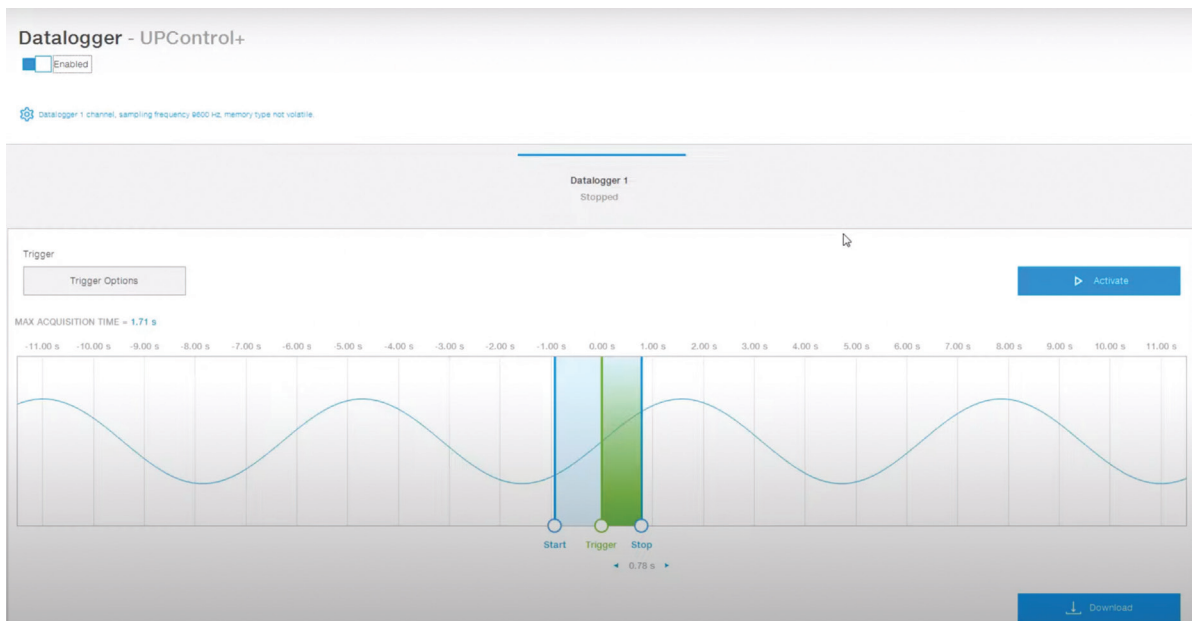 Datalogger - UPControl+
Enabled
Datalogger 1 channel, sampling frequency 9600 Hz, memory type not volatile.
Datalogger 1
Stopped
Trigger
Trigger Options
Activate
MAX ACQUISITION TIME = 1.71 s
-11.00 s -10.00 s -9.00 s -8.00 s -7.00 s -6.00 s -5.00 s -4.00 s -3.00 s -2.00 s -1.00 s 0.00 s 1.00 s 2.00 s 3.00 s 4.00 s 5.00 s 6.00 s 7.00 s 8.00 s 9.00 s 10.00 s 11.00 s
Start Trigger Stop
0.78 s
Download